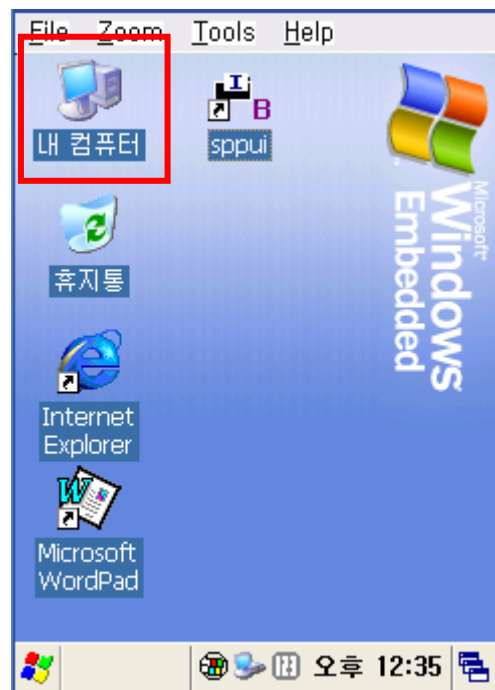 File Zoom Tools Help
내 컴퓨터
I
B
sppui
휴지통
Internet
Explorer
W
Microsoft
WordPad
Microsoft
Windows
Embedded
오후 12:35